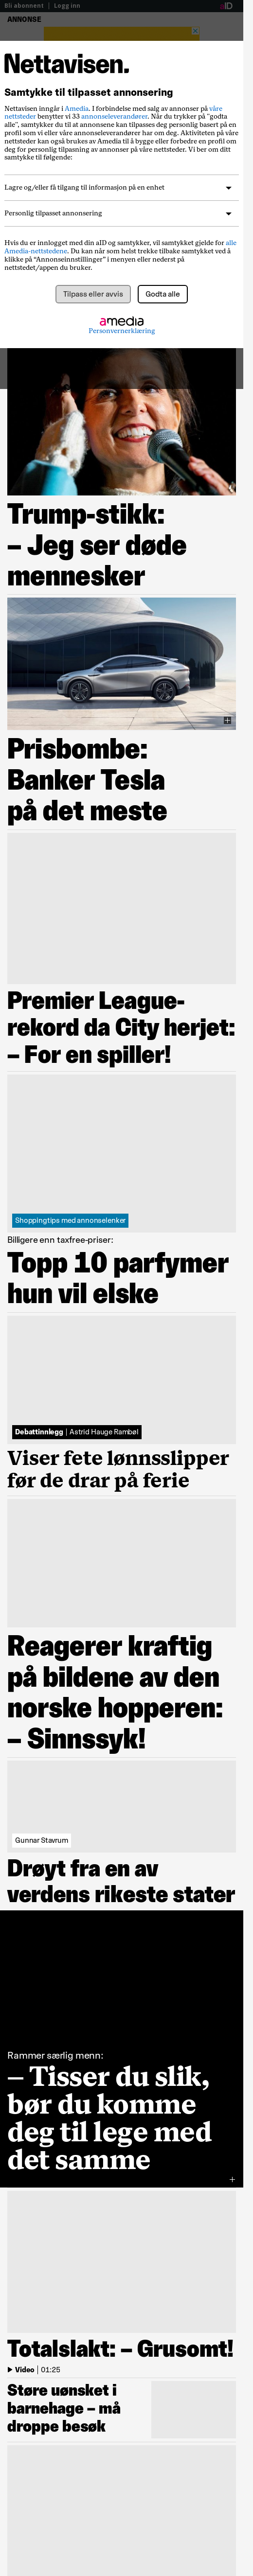 Bli abonnent | Logg inn
aID
ANNONSE
Nettavisen.
Samtykke til tilpasset annonsering
Nettavisen inngår i Amedia. I forbindelse med salg av annonser på våre
nettsteder benytter vi 33 annonseleverandører. Når du trykker på "godta
alle", samtykker du til at annonsene kan tilpasses deg personlig basert på en
profil som vi eller våre annonseleverandører har om deg. Aktiviteten på våre
nettsteder kan også brukes av Amedia til å bygge eller forbedre en profil om
deg for personlig tilpasning av annonser på våre nettsteder. Vi ber om ditt
samtykke til følgende:
Lagre og/eller få tilgang til informasjon på en enhet
Personlig tilpasset annonsering
Hvis du er innlogget med din aID og samtykker, vil samtykket gjelde for alle
Amedia-nettstedene. Du kan når som helst trekke tilbake samtykket ved å
klikke på “Annonseinnstillinger” i menyen eller nederst på
nettstedet/appen du bruker.
Tilpass eller avvis
Godta alle
amedia
Personvernerklæring
Trump-stikk:
– Jeg ser døde
mennesker
Prisbombe:
Banker Tesla
på det meste
Premier League-
rekord da City herjet:
– For en spiller!
Shoppingtips med annonselenker
Billigere enn taxfree-priser:
Topp 10 parfymer
hun vil elske
Debattinnlegg | Astrid Hauge Rambøl
Viser fete lønnsslipper
før de drar på ferie
Reagerer kraftig
på bildene av den
norske hopperen:
– Sinnssyk!
Gunnar Stavrum
Drøyt fra en av
verdens rikeste stater
Rammer særlig menn:
– Tisser du slik,
bør du komme
deg til lege med
det samme
Totalslakt: – Grusomt!
Video | 01:25
Støre uønsket i
barnehage – må
droppe besøk